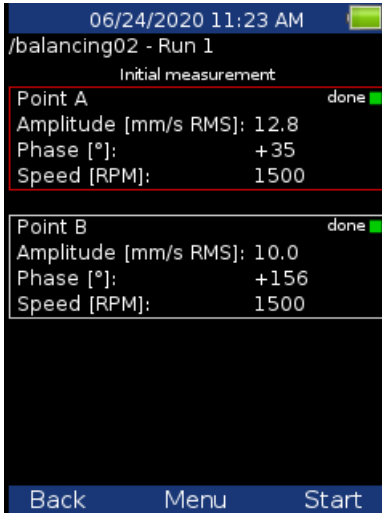 06/24/2020 11:23 AM
/balancing02 - Run 1
Initial measurement
Point A done
Amplitude [mm/s RMS]: 12.8
Phase [°]: +35
Speed [RPM]: 1500
Point B done
Amplitude [mm/s RMS]: 10.0
Phase [°]: +156
Speed [RPM]: 1500
Back Menu Start